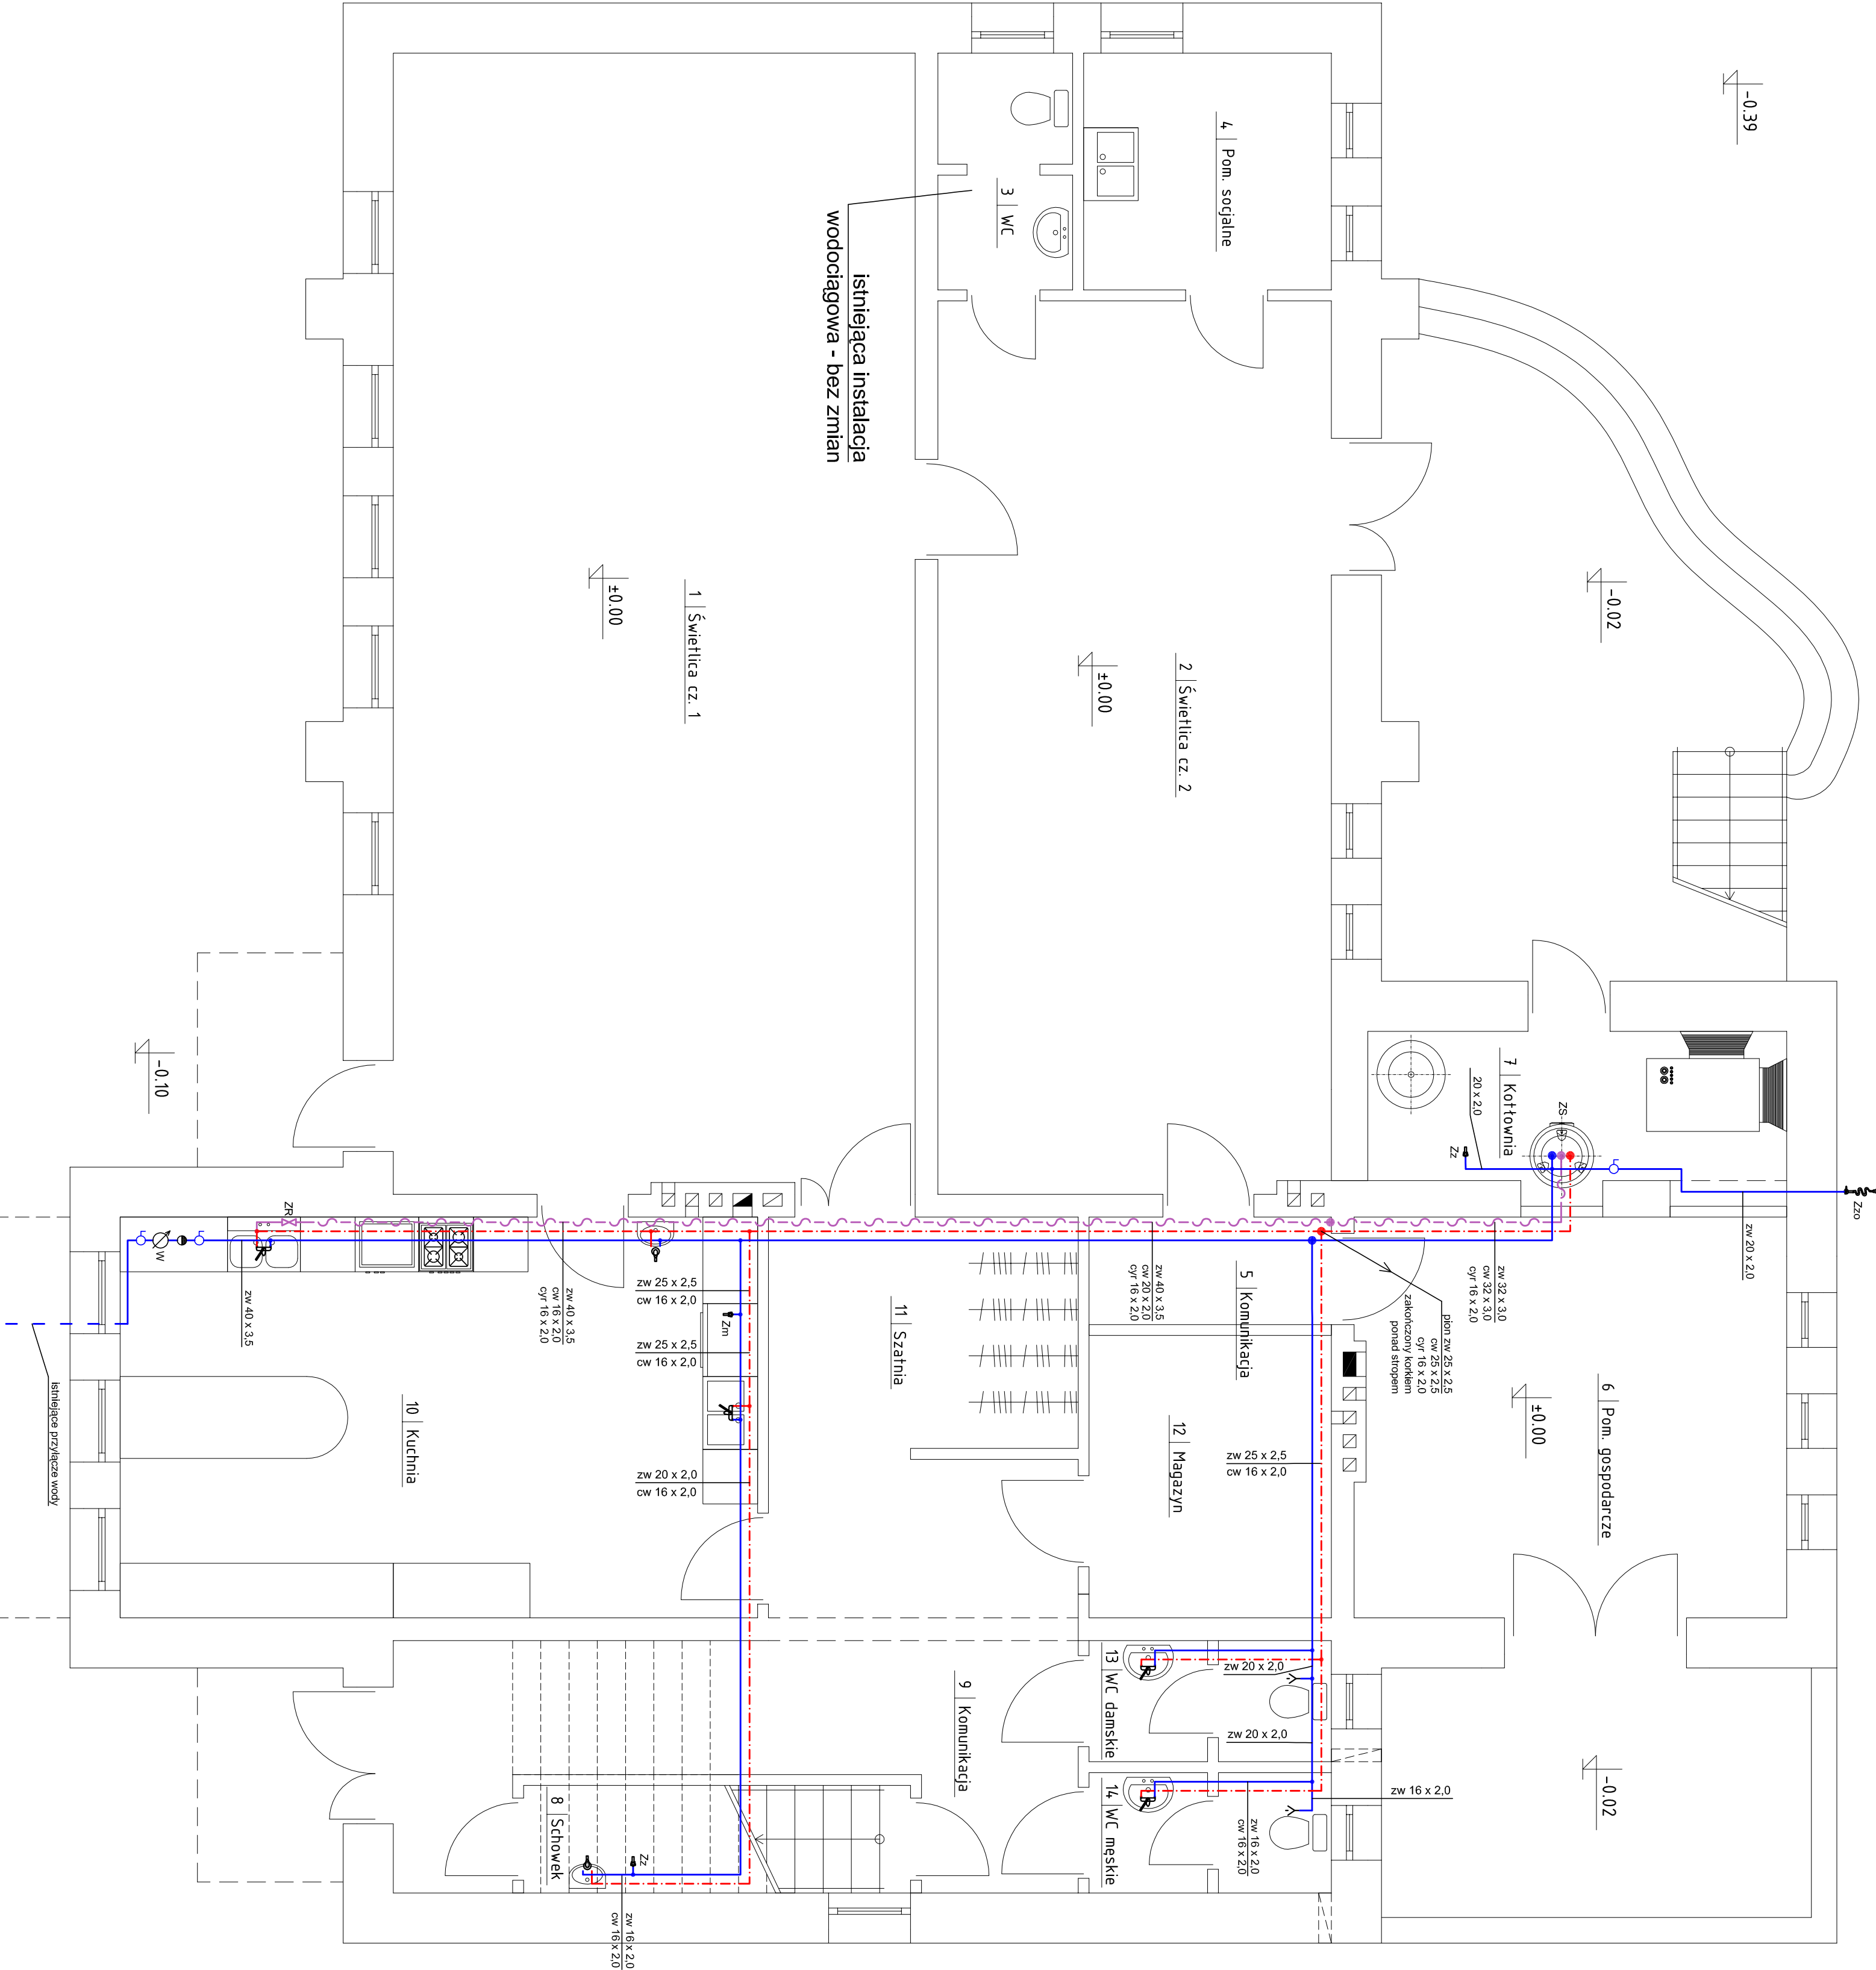 -0.39
4 Pom. socjalne
3 WC
istniejąca instalacja
wodociągowa - bez zmian
-0.02
±0.00
1 Świetlica cz. 1
±0.00
2 Świetlica cz. 2
-0.10
7 Kotłownia
20 x 2,0
ZS
Zz
Zzo
zw 20 x 2,0
zw 32 x 3,0
cw 32 x 3,0
cyr 16 x 2,0
pion zw 25 x 2,5
cw 25 x 2,5
cyr 16 x 2,0
zakończony korkiem
ponad stropem
6 Pom. gospodarcze
±0.00
5 Komunikacja
zw 40 x 3,5
cw 20 x 2,0
cyr 16 x 2,0
12 Magazyn
zw 25 x 2,5
cw 16 x 2,0
11 Szatnia
zw 25 x 2,5
cw 16 x 2,0
Zm
zw 25 x 2,5
cw 16 x 2,0
zw 20 x 2,0
cw 16 x 2,0
zw 40 x 3,5
cw 16 x 2,0
cyr 16 x 2,0
ZR
W
zw 40 x 3,5
10 Kuchnia
istniejące przyłącze wody
13 WC damskie
zw 20 x 2,0
zw 20 x 2,0
14 WC męskie
zw 16 x 2,0
cw 16 x 2,0
zw 16 x 2,0
-0.02
9 Komunikacja
8 Schowek
Zz
zw 16 x 2,0
cw 16 x 2,0